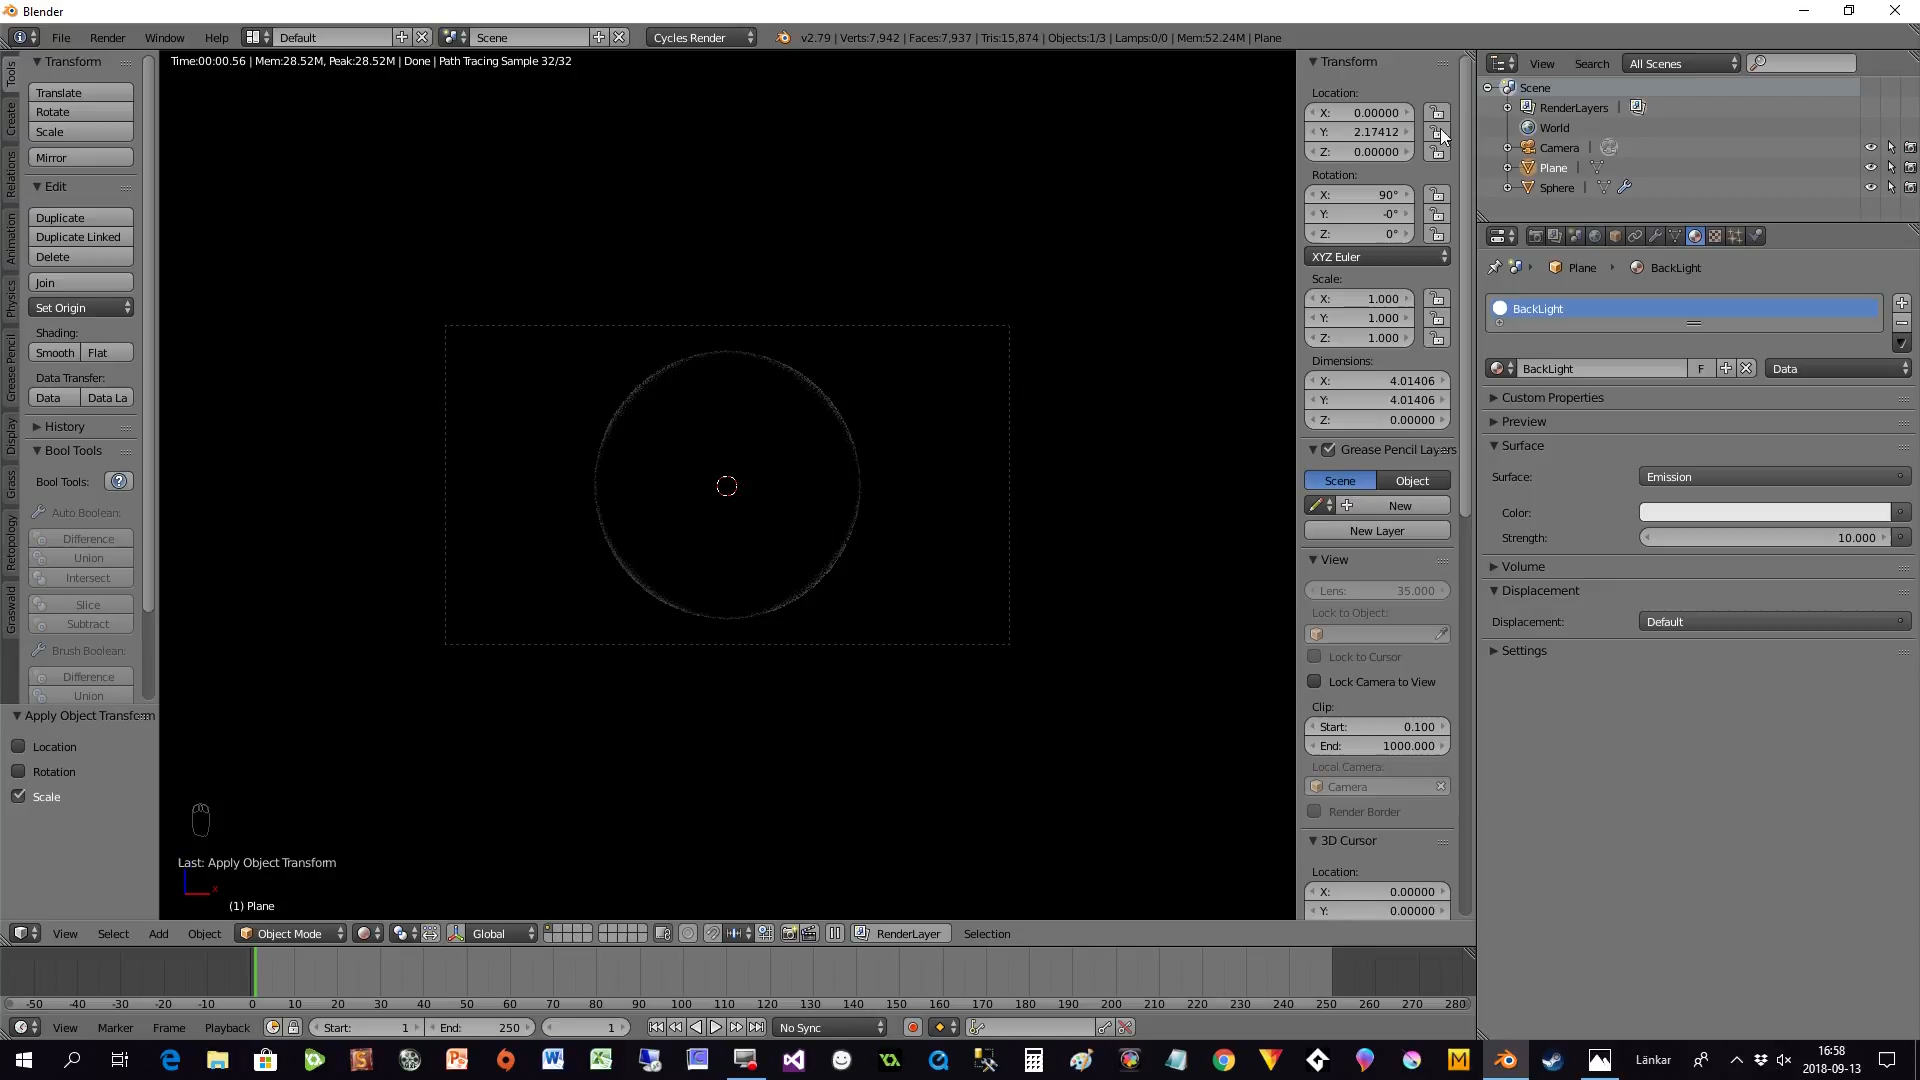 Blender
File Render Window Help Default Scene Cycles Render v2.79 | Verts:7,942 | Faces:7,937 | Tris:15,874 | Objects:1/3 | Lamps:0/0 | Mem:52.24M | Plane
Time:00:00.56 | Mem:28.52M, Peak:28.52M | Done | Path Tracing Sample 32/32
Tools
Create
Relations
Animation
Physics
Grease Pencil
Display
Grass
Retopology
Graswald
Transform
Translate
Rotate
Scale
Mirror
Edit
Duplicate
Duplicate Linked
Delete
Join
Set Origin
Shading:
Smooth Flat
Data Transfer:
Data Data La
History
Bool Tools
Bool Tools:
Auto Boolean:
Difference
Union
Intersect
Slice
Subtract
Brush Boolean:
Difference
Union
Apply Object Transform
Location
Rotation
Scale
Last: Apply Object Transform
x
(1) Plane
Transform
Location:
X: 0.00000
Y: 2.17412
Z: 0.00000
Rotation:
X: 90°
Y: -0°
Z: 0°
XYZ Euler
Scale:
X: 1.000
Y: 1.000
Z: 1.000
Dimensions:
X: 4.01406
Y: 4.01406
Z: 0.00000
Grease Pencil Layers
Scene Object
New
New Layer
View
Lens: 35.000
Lock to Object:
Lock to Cursor
Lock Camera to View
Clip:
Start: 0.100
End: 1000.000
Local Camera:
Camera
Render Border
3D Cursor
Location:
X: 0.00000
Y: 0.00000
View Search All Scenes
Scene
RenderLayers |
World
Camera |
Plane |
Sphere |
Plane BackLight
BackLight
BackLight F Data
Custom Properties
Preview
Surface
Surface: Emission
Color:
Strength: 10.000
Volume
Displacement
Displacement: Default
Settings
View Select Add Object Object Mode Global RenderLayer Selection
-50 -40 -30 -20 -10 0 10 20 30 40 50 60 70 80 90 100 110 120 130 140 150 160 170 180 190 200 210 220 230 240 250 260 270 280
View Marker Frame Playback Start: 1 End: 250 1 No Sync
Länkar 16:58
2018-09-13